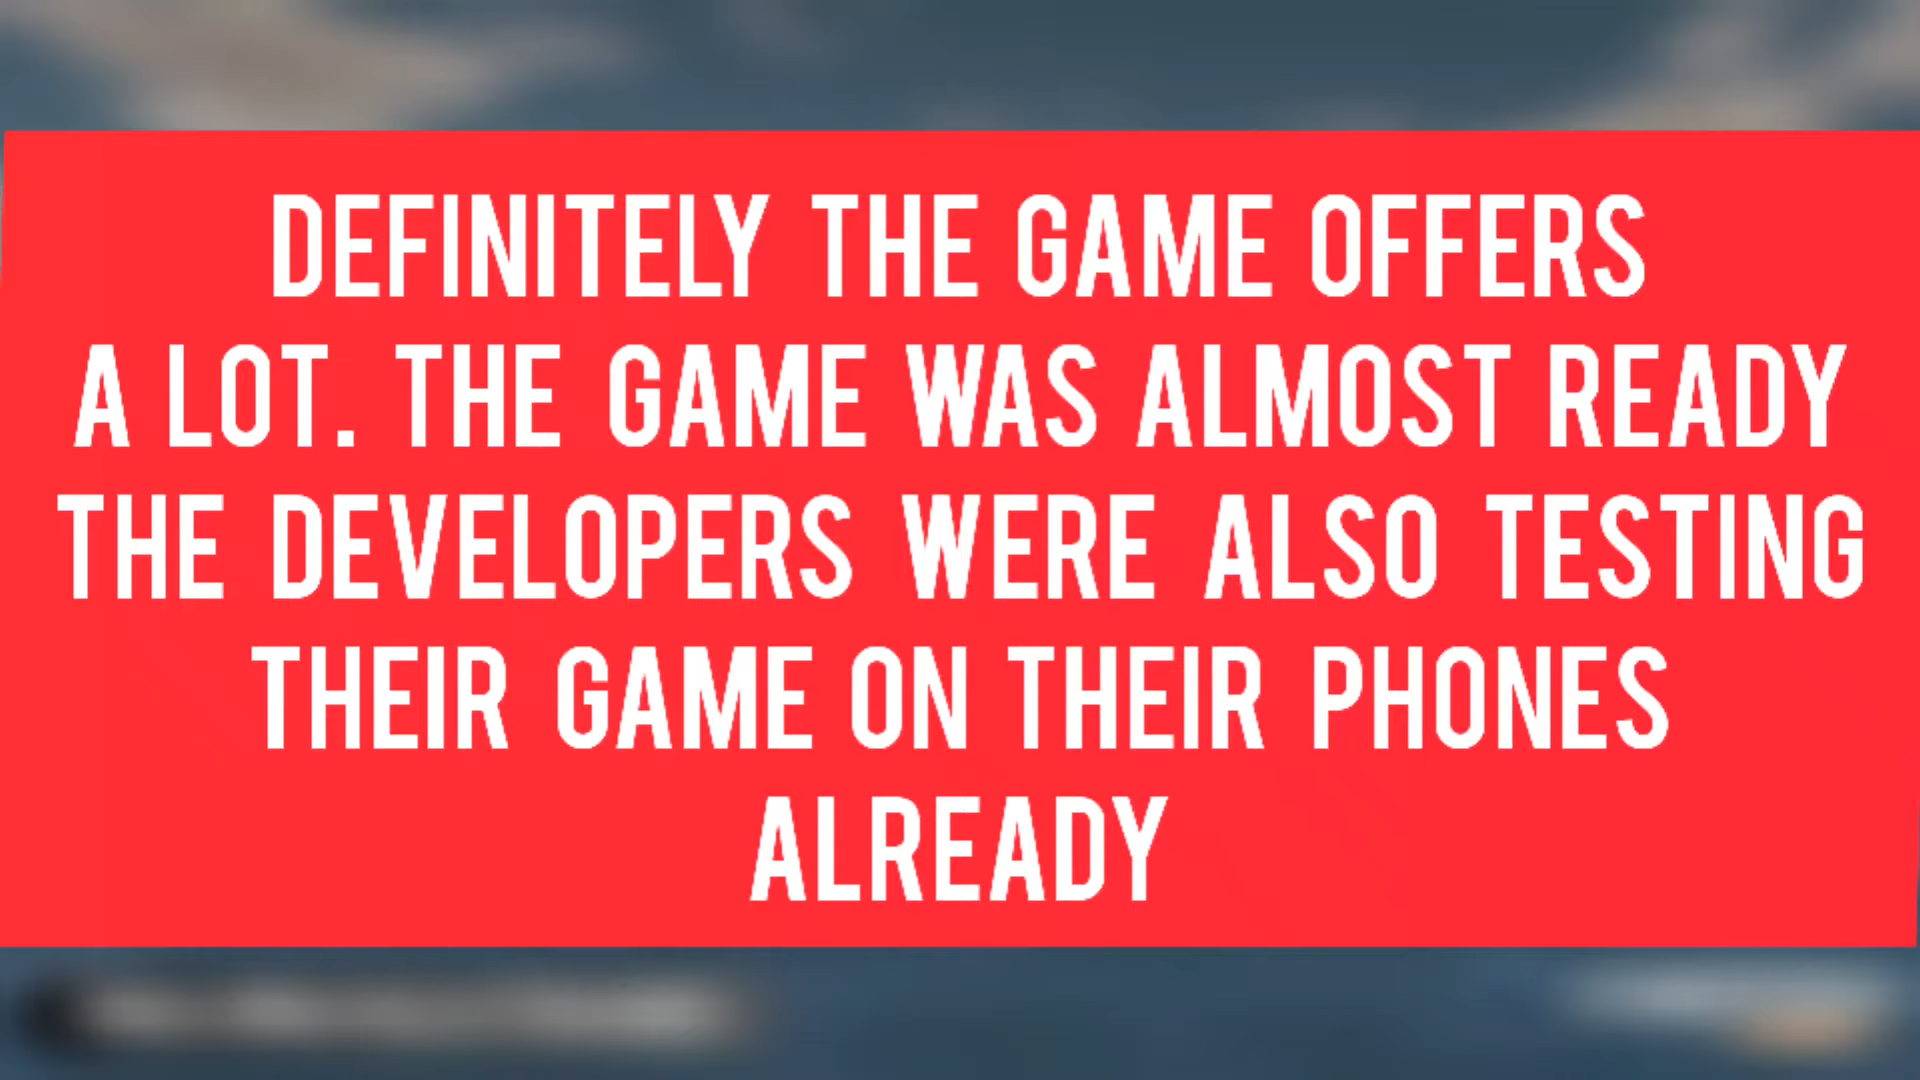 DEFINITELY THE GAME OFFERS
A LOT. THE GAME WAS ALMOST READY
THE DEVELOPERS WERE ALSO TESTING
THEIR GAME ON THEIR PHONES
ALREADY